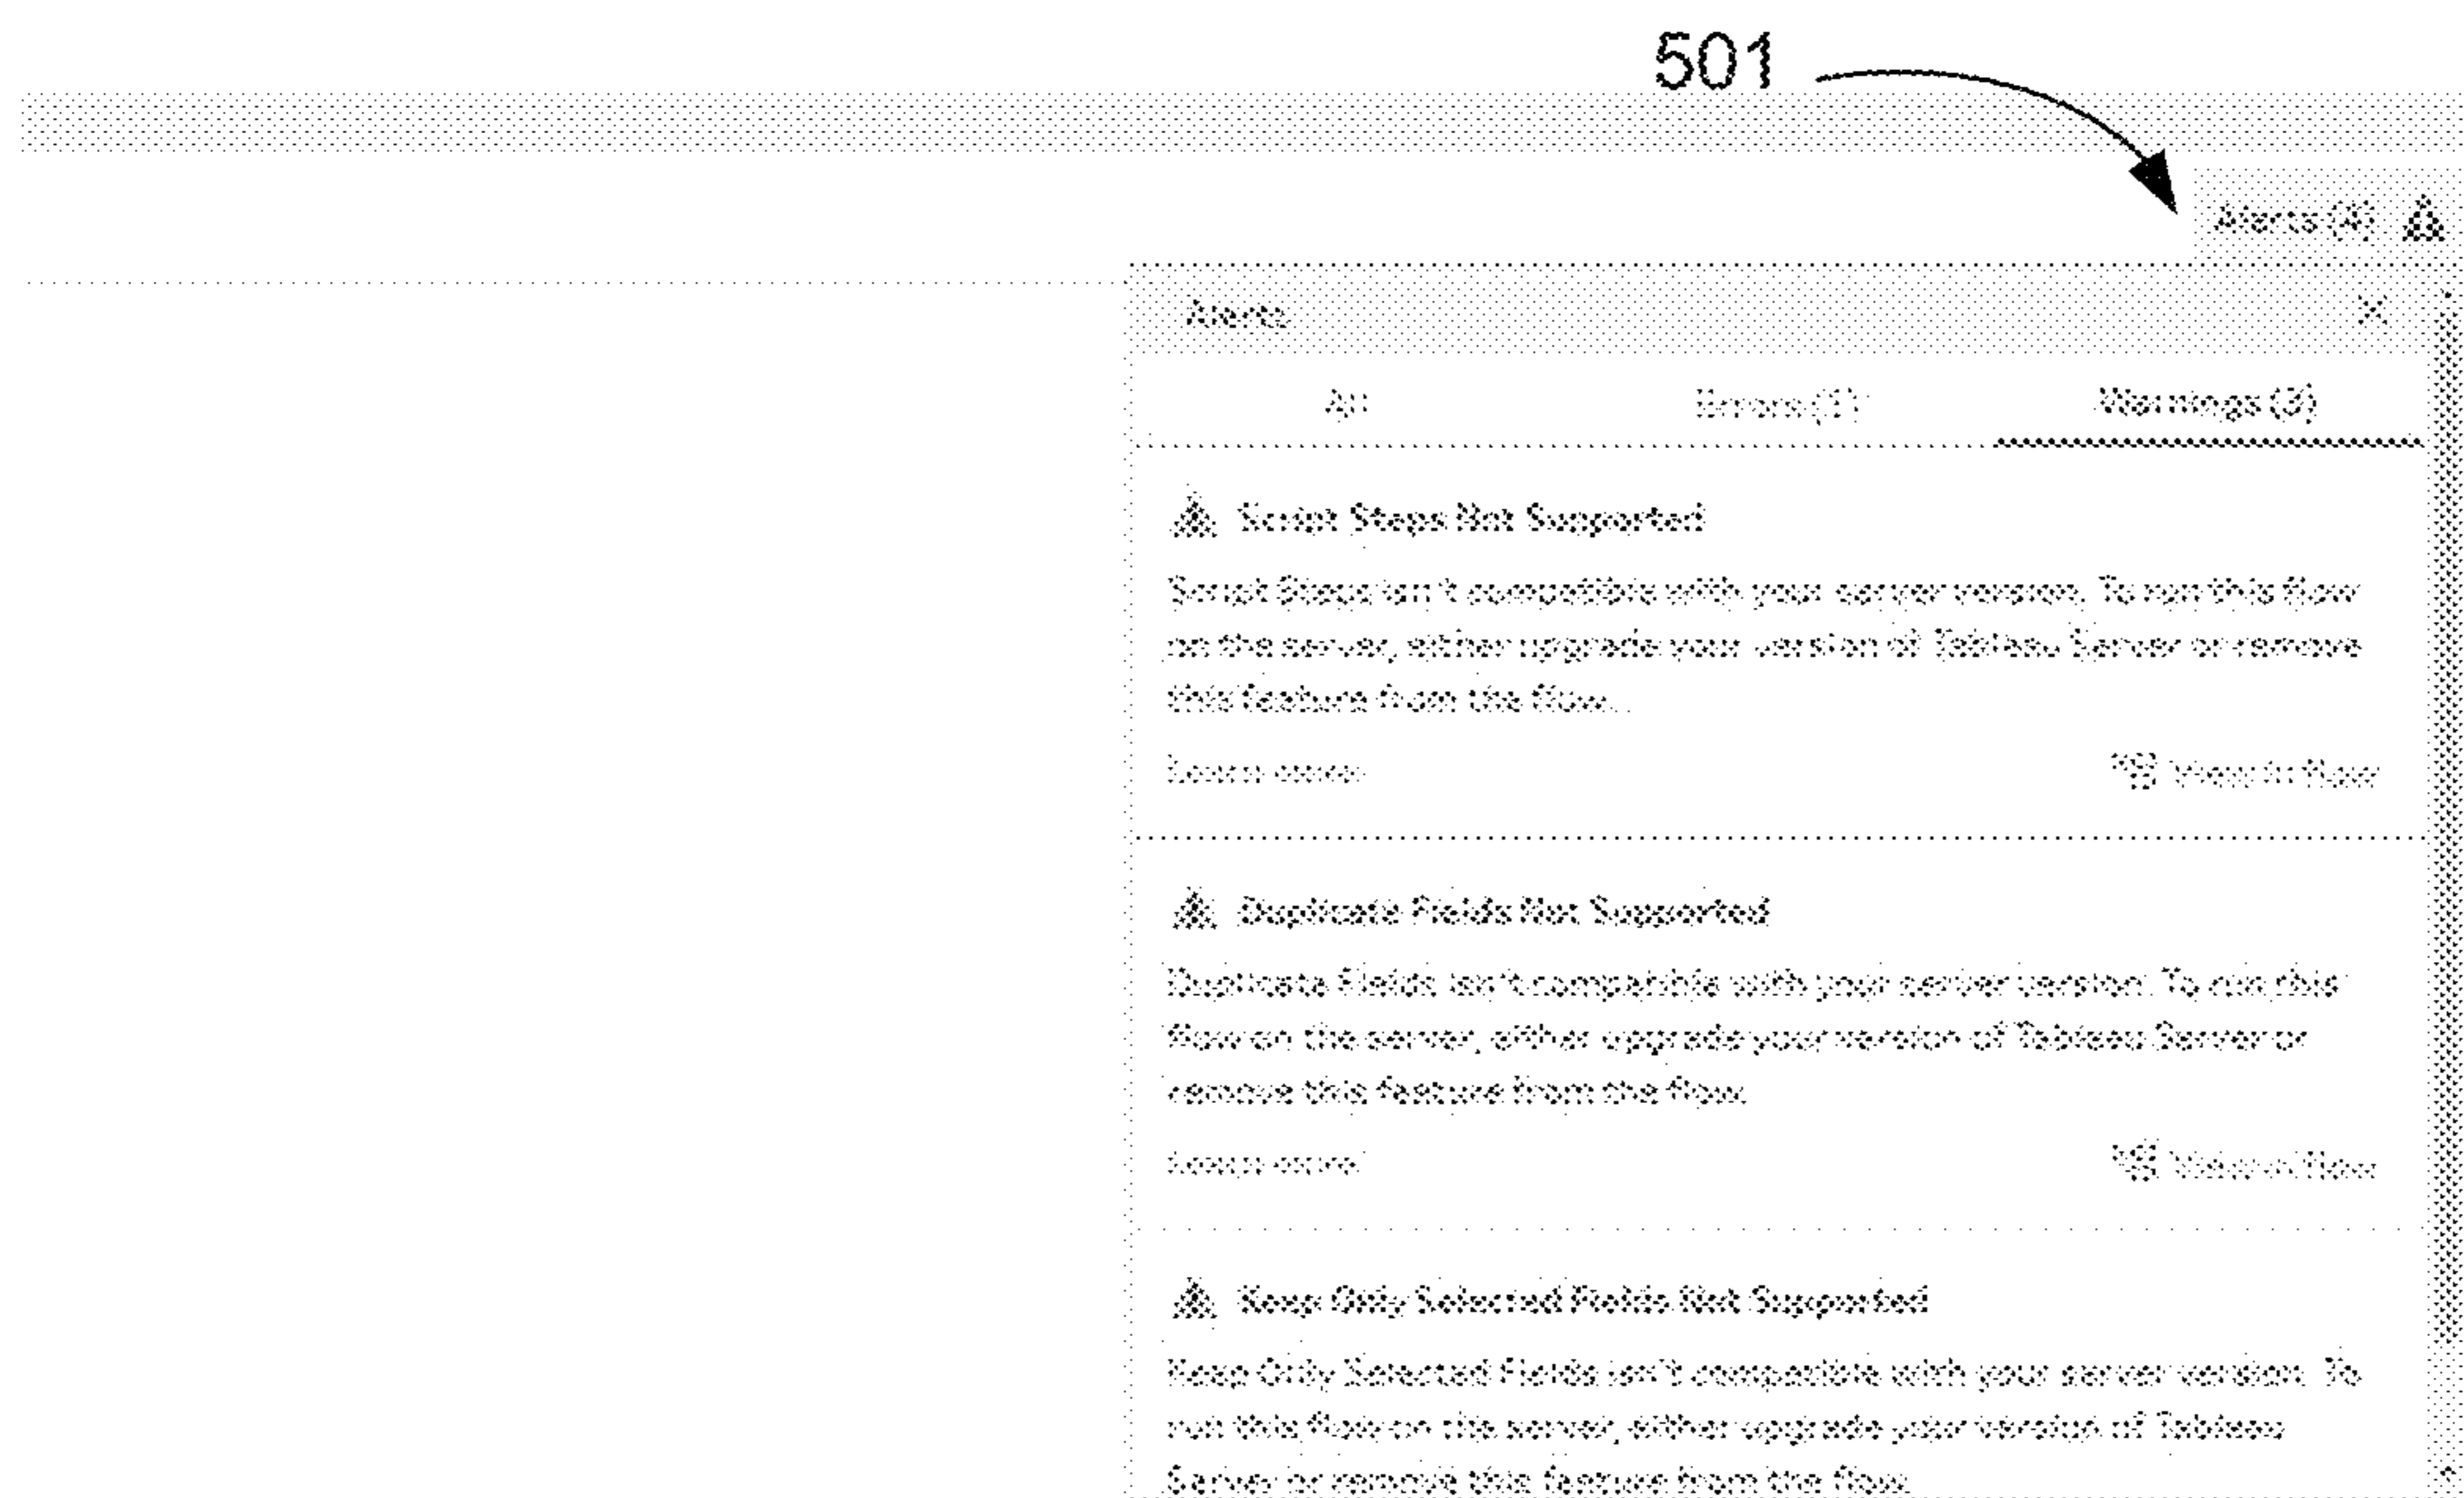 501
Alerts (4)
Alerts
All
Errors (1)
Warnings (3)
Script Steps Not Supported
Script Steps isn't compatible with your server version. To run this flow
on the server, either upgrade your version of Tableau Server or remove
this feature from the flow.
Learn more
View in flow
Duplicate Fields Not Supported
Duplicate Fields isn't compatible with your server version. To run this
flow on the server, either upgrade your version of Tableau Server or
remove this feature from the flow.
Learn more
View in flow
Keep Only Selected Fields Not Supported
Keep Only Selected Fields isn't compatible with your server version. To
run this flow on the server, either upgrade your version of Tableau
Server or remove this feature from the flow.